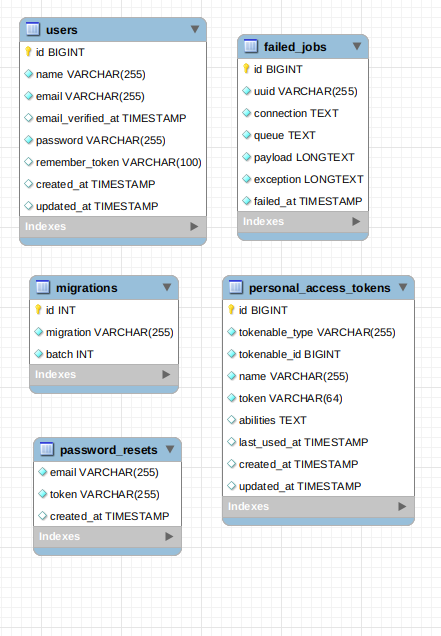 users
id BIGINT
name VARCHAR(255)
email VARCHAR(255)
email_verified_at TIMESTAMP
password VARCHAR(255)
remember_token VARCHAR(100)
created_at TIMESTAMP
updated_at TIMESTAMP
Indexes
failed_jobs
id BIGINT
uuid VARCHAR(255)
connection TEXT
queue TEXT
payload LONGTEXT
exception LONGTEXT
failed_at TIMESTAMP
Indexes
migrations
id INT
migration VARCHAR(255)
batch INT
Indexes
personal_access_tokens
id BIGINT
tokenable_type VARCHAR(255)
tokenable_id BIGINT
name VARCHAR(255)
token VARCHAR(64)
abilities TEXT
last_used_at TIMESTAMP
created_at TIMESTAMP
updated_at TIMESTAMP
Indexes
password_resets
email VARCHAR(255)
token VARCHAR(255)
created_at TIMESTAMP
Indexes